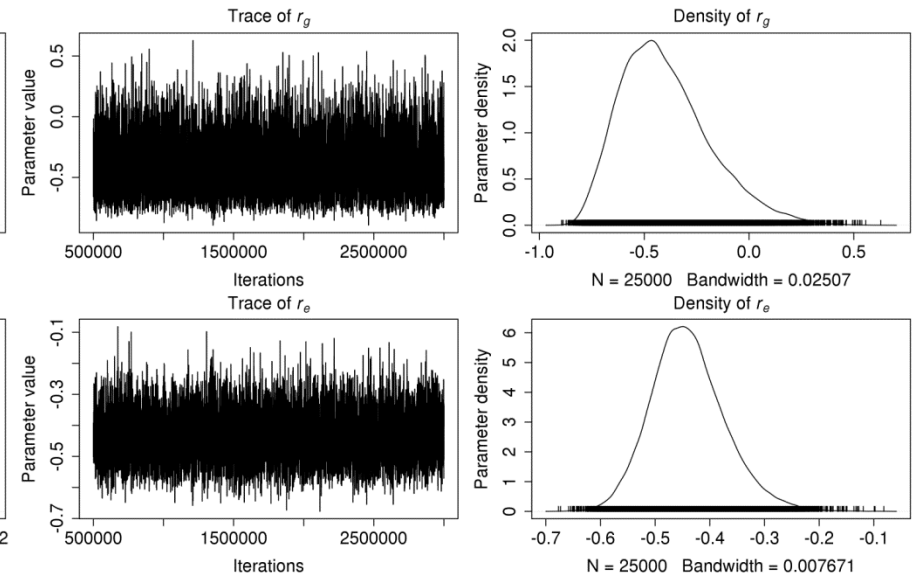 Trace of r_g
Parameter value
0.5
0.0
-0.5
5000000 1500000 2500000
Iterations
Density of r_g
Parameter density
2.0
1.5
1.0
0.5
0.0
-1.0 -0.5 0.0 0.5
N = 25000 Bandwidth = 0.02507
Trace of r_e
Parameter value
-0.1
-0.3
-0.5
-0.7
5000000 1500000 2500000
Iterations
2
Density of r_e
Parameter density
6
5
4
3
2
1
0
-0.7 -0.6 -0.5 -0.4 -0.3 -0.2 -0.1
N = 25000 Bandwidth = 0.007671